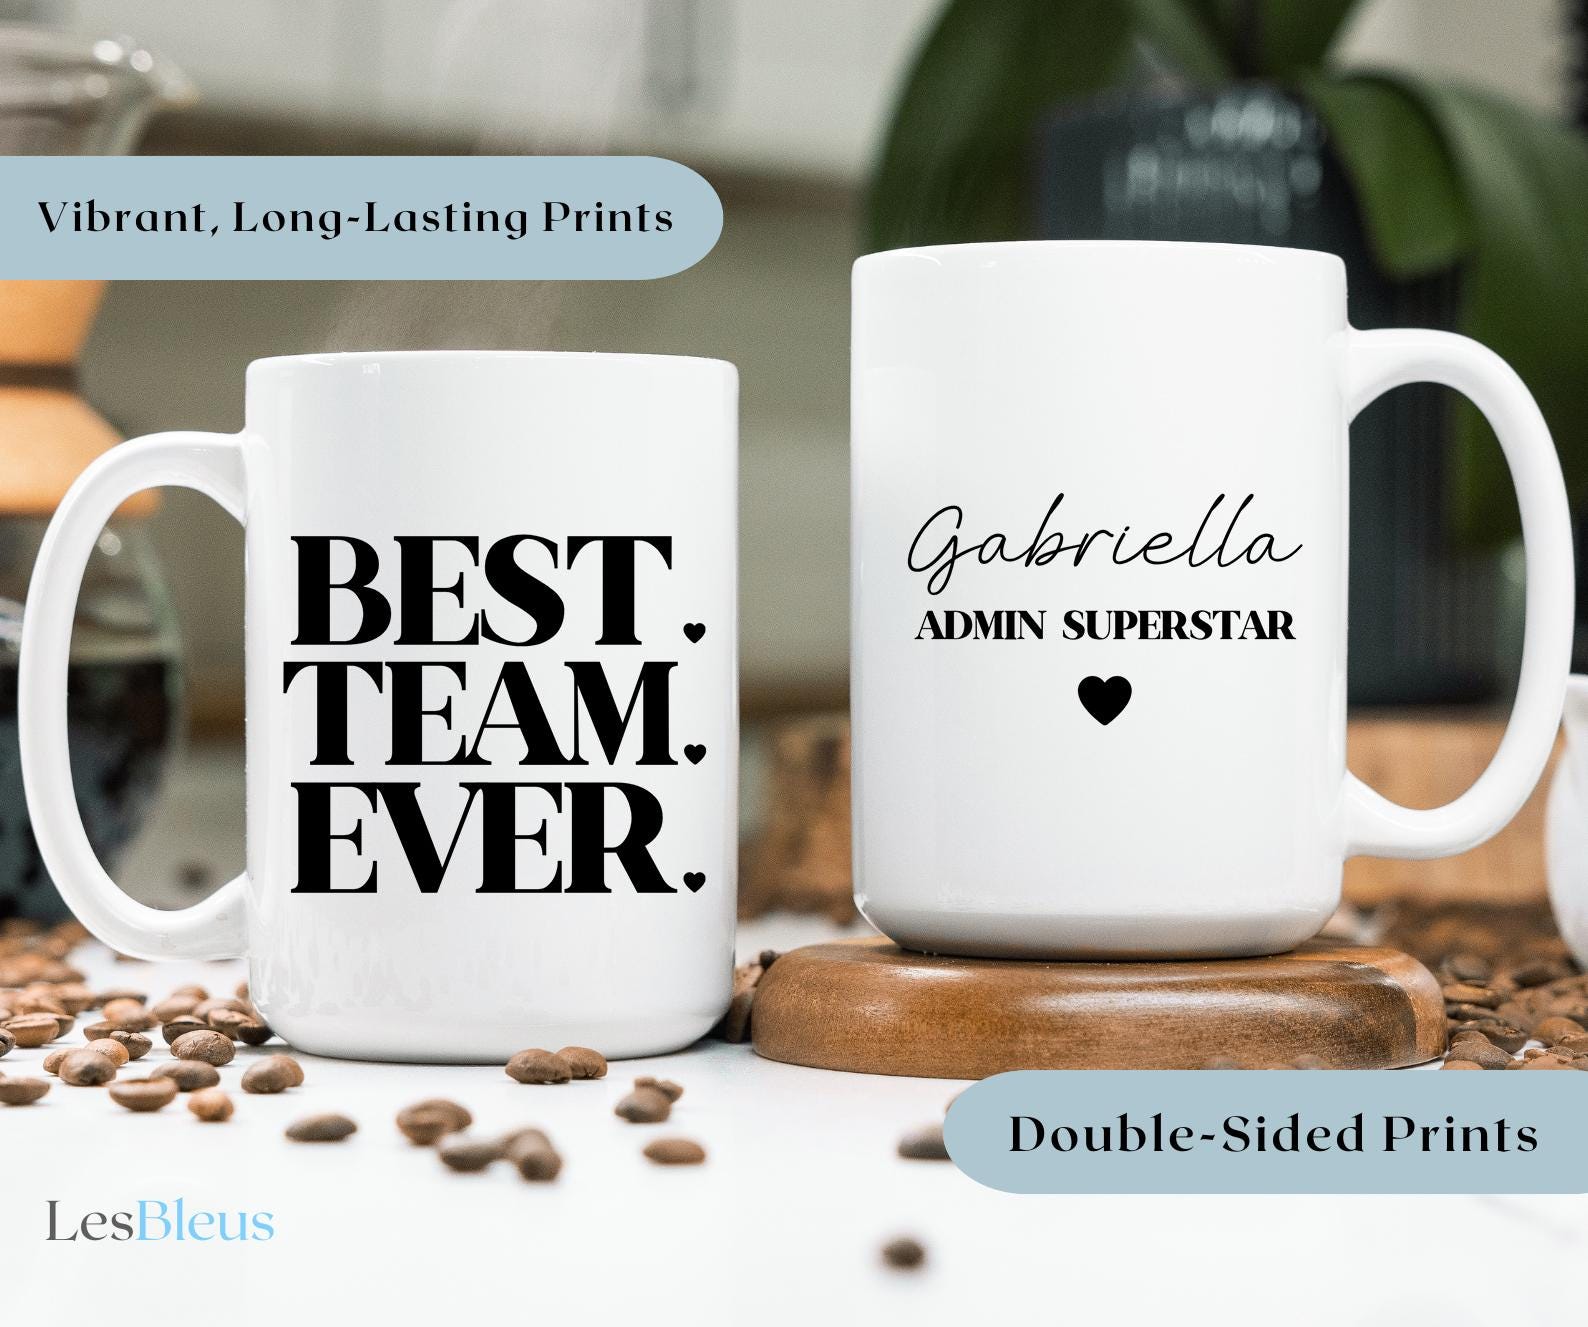 Vibrant, Long-Lasting Prints
BEST.
TEAM.
EVER.
Gabriella
ADMIN SUPERSTAR
Double-Sided Prints
LesBleus